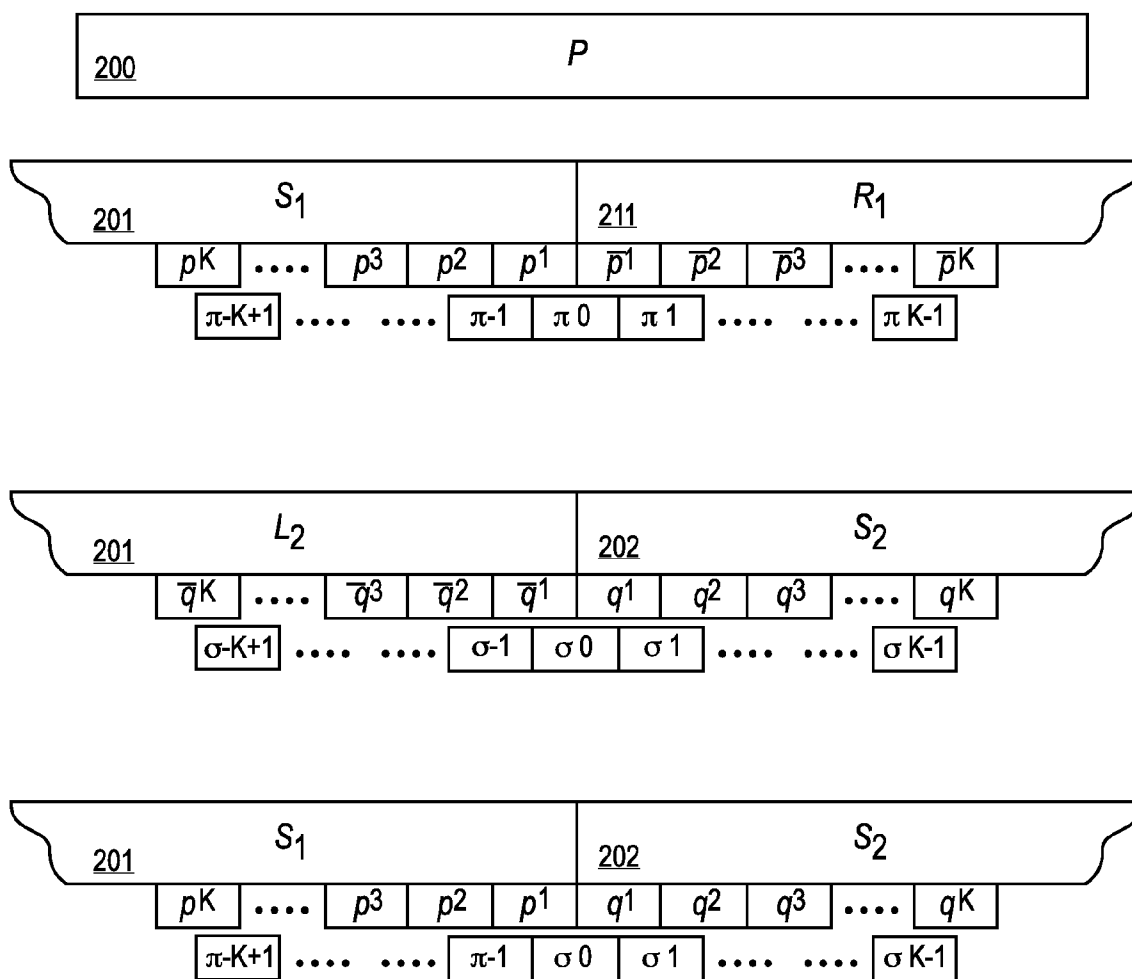 P
200
S1 R1
201 211
pK .... p3 p2 p1 p̅1 p̅2 p̅3 .... p̅K
π-K+1 .... .... π-1 π 0 π 1 .... .... π K-1
L2 S2
201 202
q̅K .... q̅3 q̅2 q̅1 q1 q2 q3 .... qK
σ-K+1 .... .... σ-1 σ 0 σ 1 .... .... σ K-1
S1 S2
201 202
pK .... p3 p2 p1 q1 q2 q3 .... qK
π-K+1 .... .... π-1 σ 0 σ 1 .... .... σ K-1